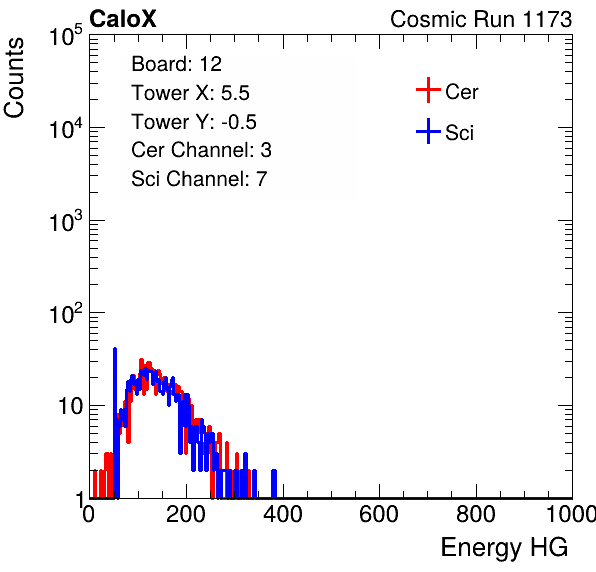 CaloX Cosmic Run 1173
Counts
10^5
10^4
10^3
10^2
10
1
Board: 12
Tower X: 5.5
Tower Y: -0.5
Cer Channel: 3
Sci Channel: 7
Cer
Sci
0 200 400 600 800 1000
Energy HG